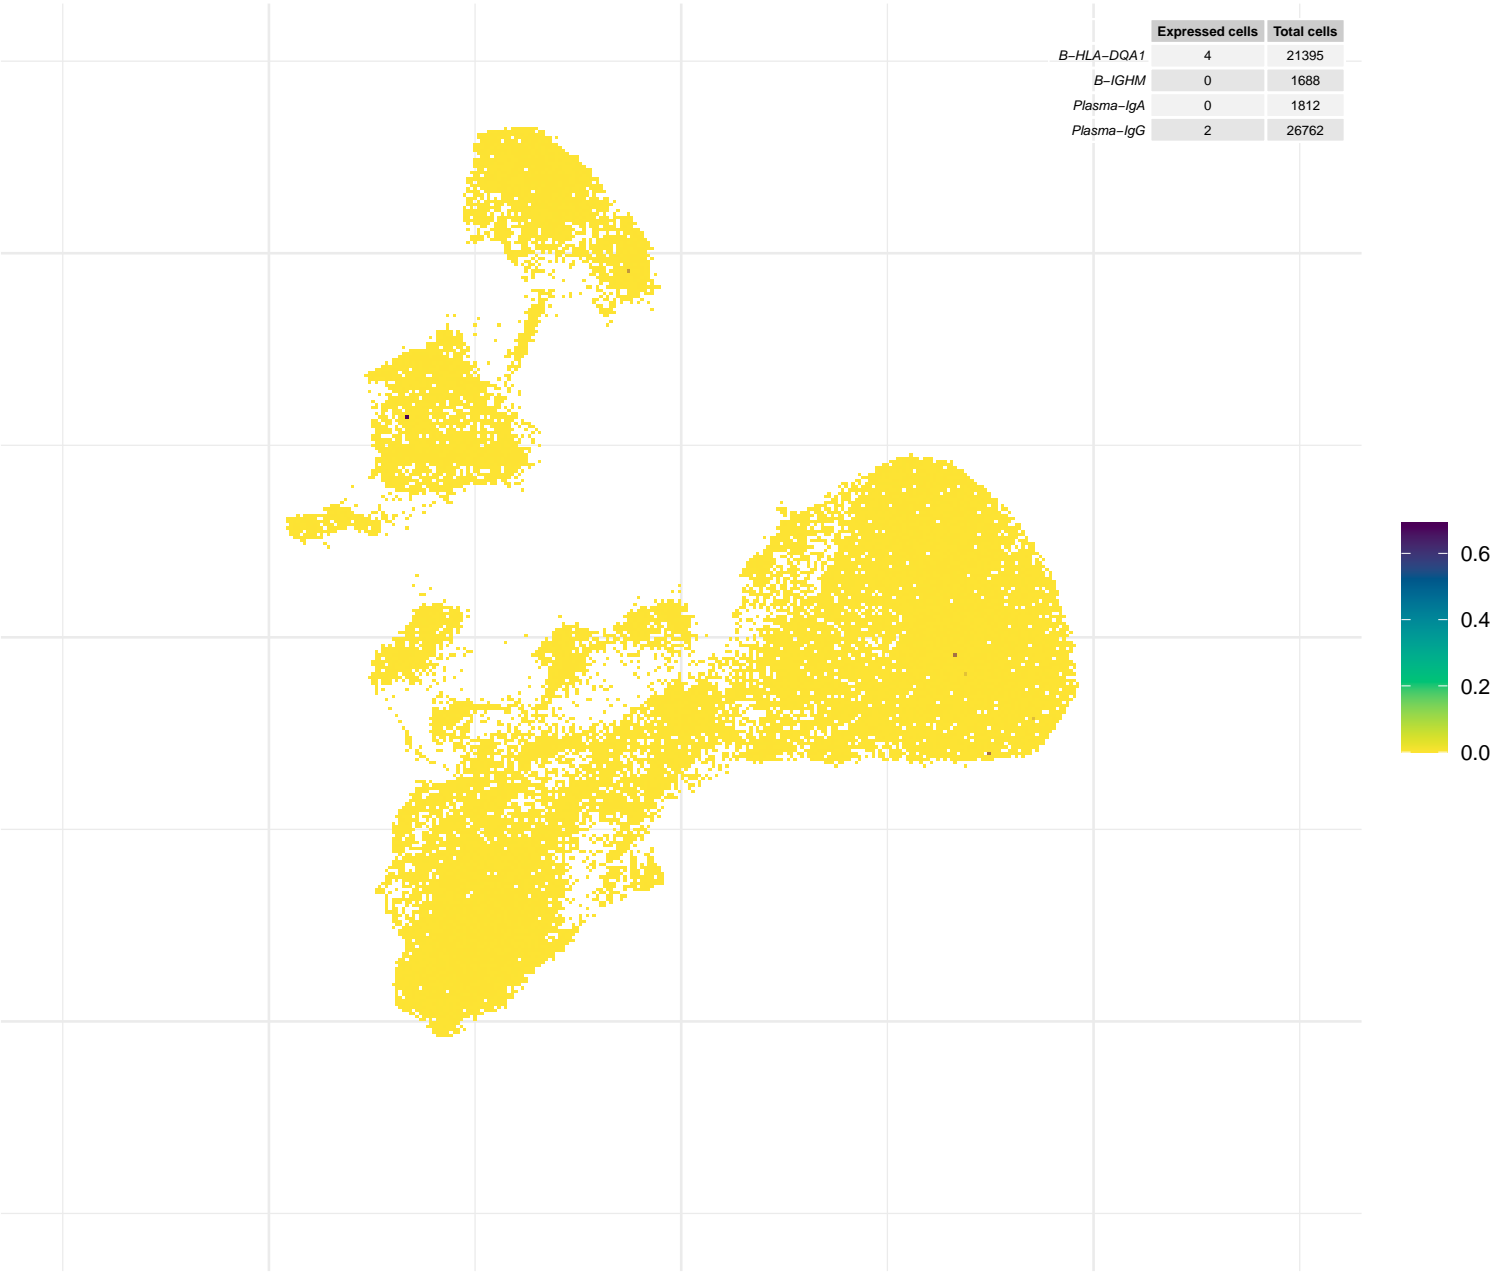 Expressed cells Total cells
B−HLA−DQA1 4 21395
B−IGHM 0 1688
Plasma−IgA 0 1812
Plasma−IgG 2 26762
0.6
0.4
0.2
0.0